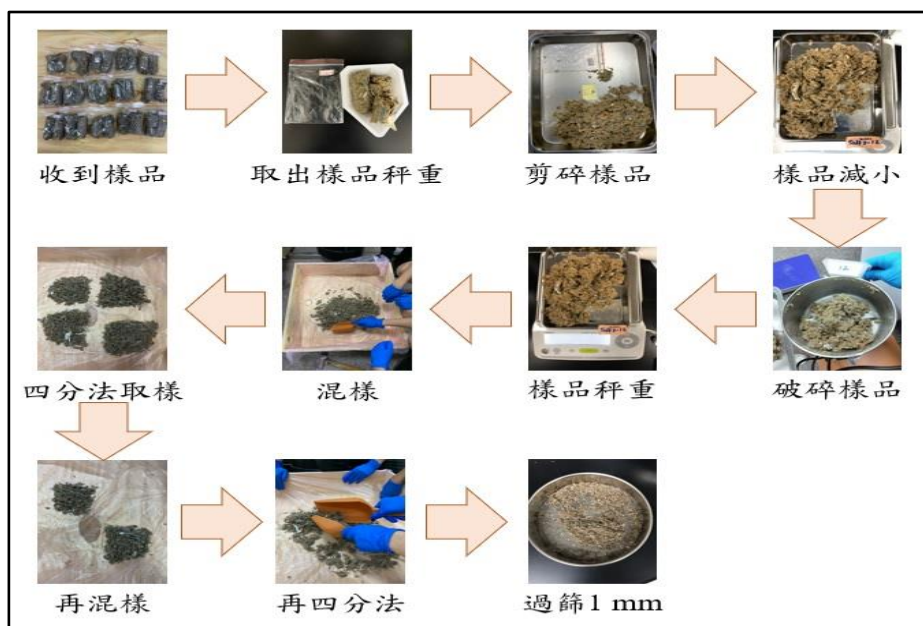 收到樣品
取出樣品秤重
剪碎樣品
樣品減小
破碎樣品
樣品秤重
混樣
四分法取樣
再混樣
再四分法
過篩1 mm